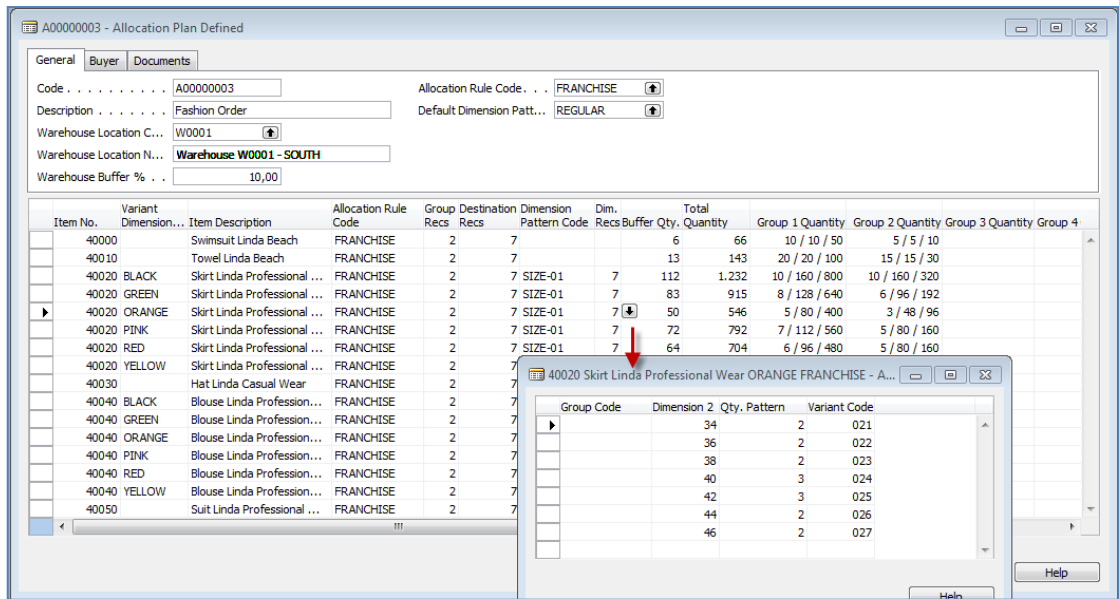 A00000003 - Allocation Plan Defined
General Buyer Documents
Code . . . . . . . . . . A00000003 Allocation Rule Code. . . FRANCHISE
Description . . . . . . . Fashion Order Default Dimension Patt... REGULAR
Warehouse Location C... W0001
Warehouse Location N... Warehouse W0001 - SOUTH
Warehouse Buffer % . . 10,00
Variant Allocation Rule Group Destination Dimension Dim. Total
Item No. Dimension... Item Description Code Recs Recs Pattern Code Recs Buffer Qty. Quantity Group 1 Quantity Group 2 Quantity Group 3 Quantity Group 4
40000 Swimsuit Linda Beach FRANCHISE 2 7 6 66 10 / 10 / 50 5 / 5 / 10
40010 Towel Linda Beach FRANCHISE 2 7 13 143 20 / 20 / 100 15 / 15 / 30
40020 BLACK Skirt Linda Professional ... FRANCHISE 2 7 SIZE-01 7 112 1.232 10 / 160 / 800 10 / 160 / 320
40020 GREEN Skirt Linda Professional ... FRANCHISE 2 7 SIZE-01 7 83 915 8 / 128 / 640 6 / 96 / 192
40020 ORANGE Skirt Linda Professional ... FRANCHISE 2 7 SIZE-01 7 50 546 5 / 80 / 400 3 / 48 / 96
40020 PINK Skirt Linda Professional ... FRANCHISE 2 7 SIZE-01 7 72 792 7 / 112 / 560 5 / 80 / 160
40020 RED Skirt Linda Professional ... FRANCHISE 2 7 SIZE-01 7 64 704 6 / 96 / 480 5 / 80 / 160
40020 YELLOW Skirt Linda Professional ... FRANCHISE 2 7
40030 Hat Linda Casual Wear FRANCHISE 2 7
40040 BLACK Blouse Linda Profession... FRANCHISE 2 7
40040 GREEN Blouse Linda Profession... FRANCHISE 2 7
40040 ORANGE Blouse Linda Profession... FRANCHISE 2 7
40040 PINK Blouse Linda Profession... FRANCHISE 2 7
40040 RED Blouse Linda Profession... FRANCHISE 2 7
40040 YELLOW Blouse Linda Profession... FRANCHISE 2 7
40050 Suit Linda Professional ... FRANCHISE 2 7
40020 Skirt Linda Professional Wear ORANGE FRANCHISE - A...
Group Code Dimension 2 Qty. Pattern Variant Code
34 2 021
36 2 022
38 2 023
40 3 024
42 3 025
44 2 026
46 2 027
Help
Help